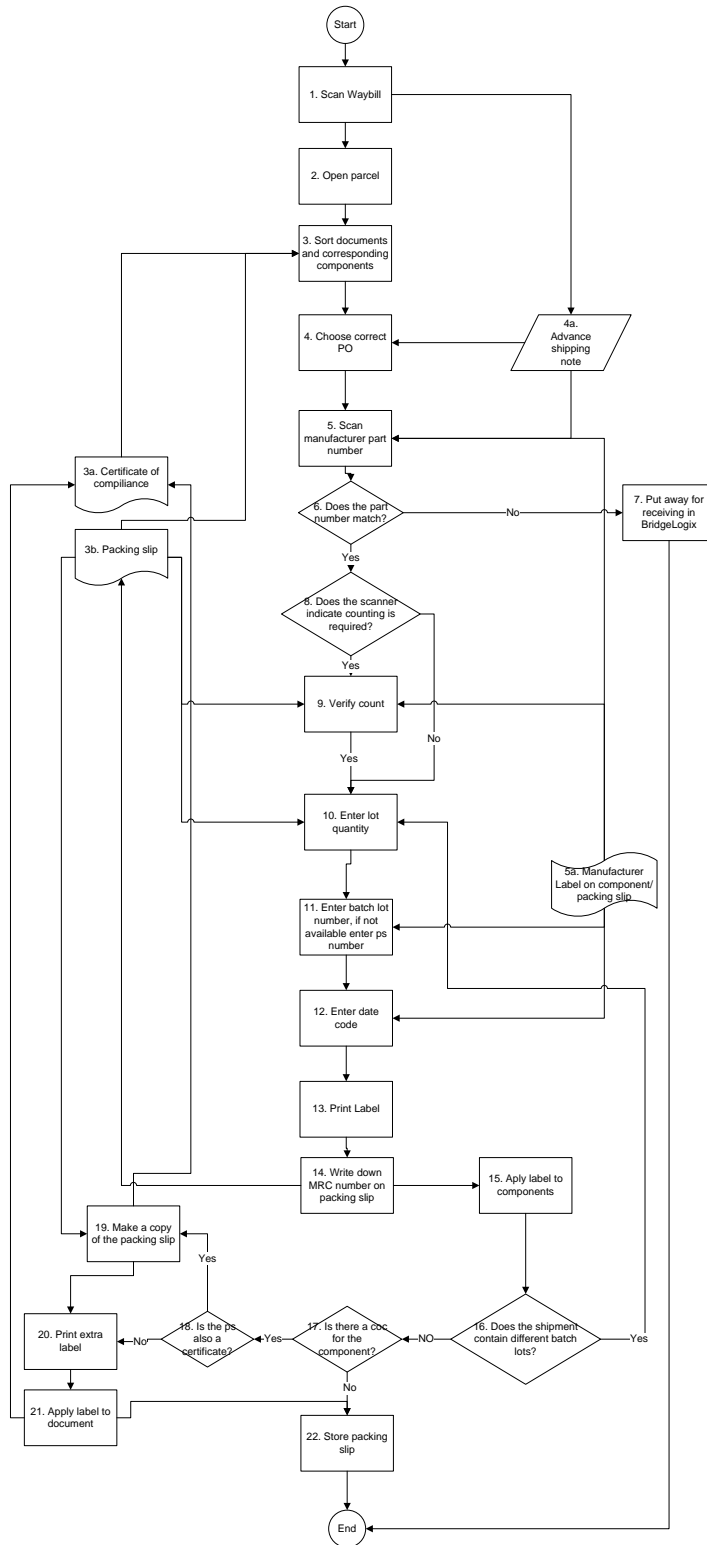 Start
1. Scan Waybill
2. Open parcel
3. Sort documents
and corresponding
components
4. Choose correct
PO
4a.
Advance
shipping
note
5. Scan
manufacturer part
number
3a. Certificate of
compiliance
6. Does the part
number match?
No
7. Put away for
receiving in
BridgeLogix
3b. Packing slip
Yes
8. Does the scanner
indicate counting is
required?
Yes
9. Verify count
No
Yes
10. Enter lot
quantity
5a. Manufacturer
Label on component/
packing slip
11. Enter batch lot
number, if not
available enter ps
number
12. Enter date
code
13. Print Label
14. Write down
MRC number on
packing slip
15. Aply label to
components
19. Make a copy
of the packing slip
Yes
20. Print extra
label
No
18. Is the ps
also a
certificate?
Yes
17. Is there a coc
for the
component?
NO
16. Does the shipment
contain different batch
lots?
Yes
No
21. Apply label to
document
22. Store packing
slip
End